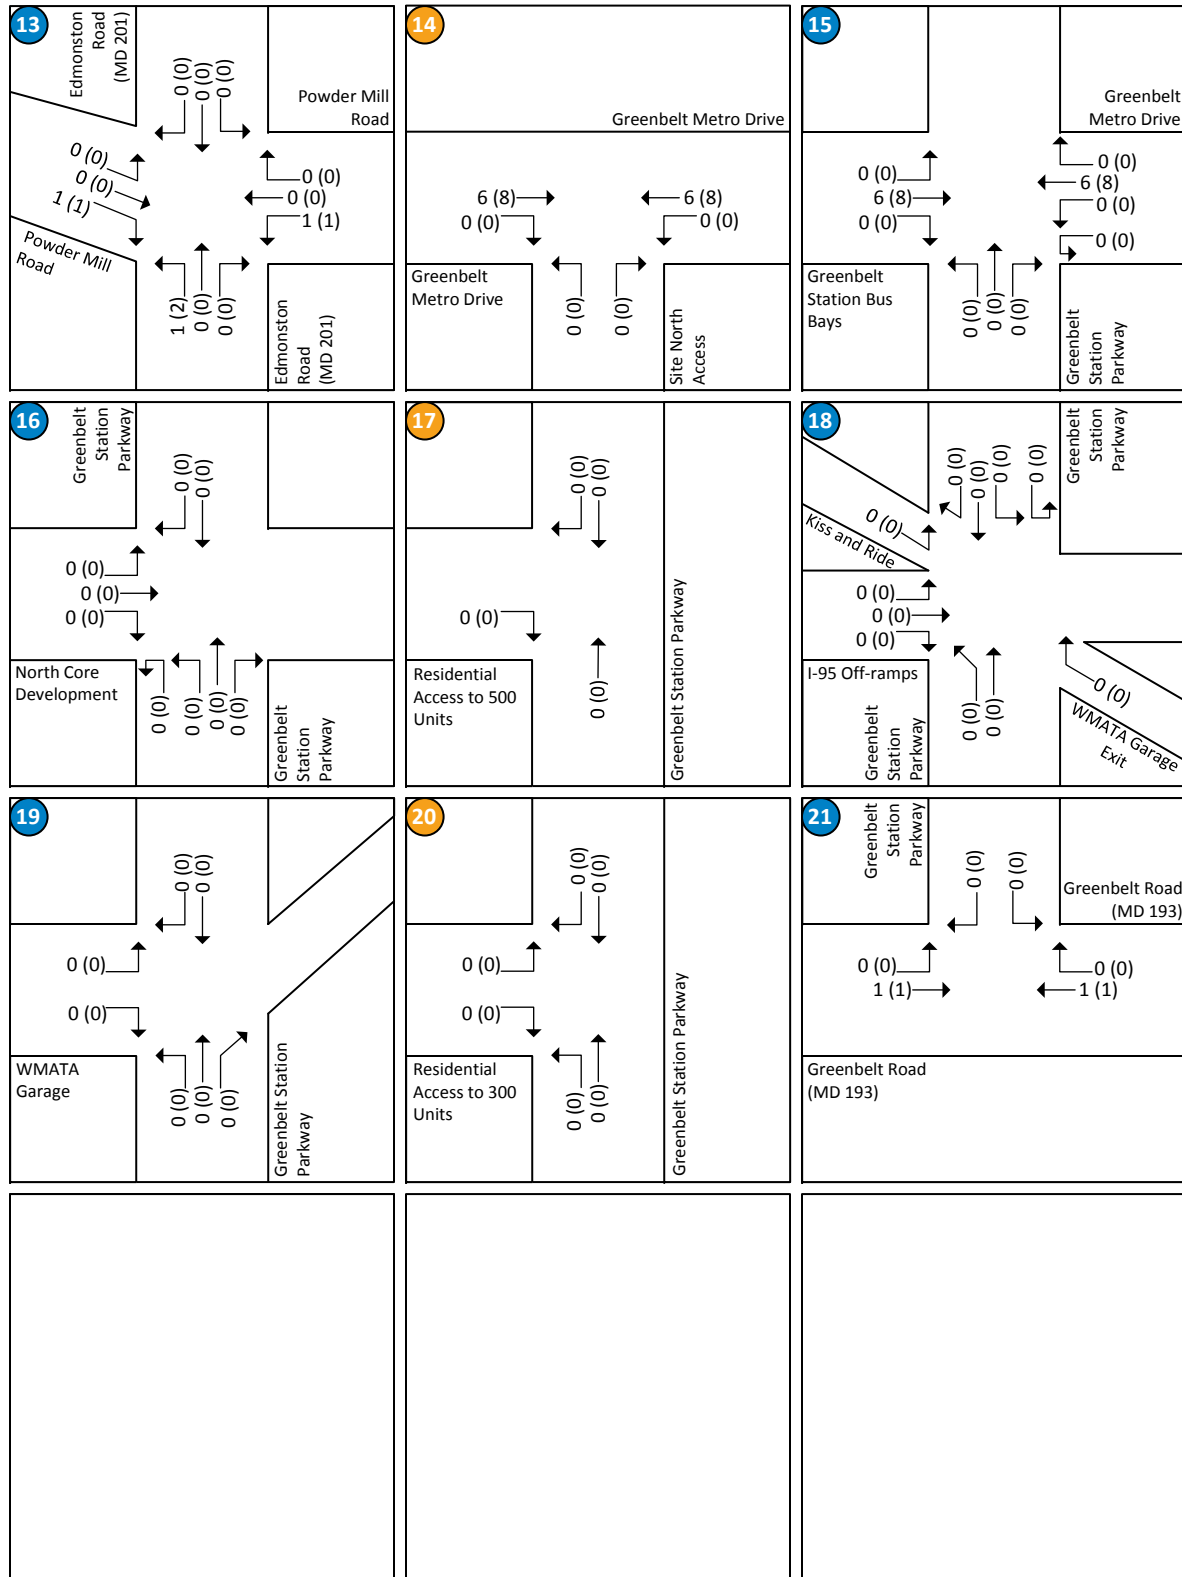 13
Edmonston
Road
(MD 201)
0 (0)
0 (0)
0 (0)
Powder Mill
Road
0 (0)
0 (0)
1 (1)
0 (0)
0 (0)
1 (1)
Powder Mill
Road
1 (2)
0 (0)
0 (0)
Edmonston
Road
(MD 201)
14
Greenbelt Metro Drive
6 (8)
0 (0)
6 (8)
0 (0)
Greenbelt
Metro Drive
0 (0)
0 (0)
Site North
Access
15
Greenbelt
Metro Drive
0 (0)
6 (8)
0 (0)
0 (0)
6 (8)
0 (0)
0 (0)
Greenbelt
Station Bus
Bays
0 (0)
0 (0)
0 (0)
Greenbelt
Station
Parkway
16
Greenbelt
Station
Parkway
0 (0)
0 (0)
0 (0)
0 (0)
0 (0)
North Core
Development
0 (0)
0 (0)
0 (0)
0 (0)
Greenbelt
Station
Parkway
17
0 (0)
0 (0)
0 (0)
Residential
Access to 500
Units
0 (0)
Greenbelt Station Parkway
18
0 (0)
0 (0)
0 (0)
0 (0)
Greenbelt
Station
Parkway
Kiss and Ride
0 (0)
0 (0)
0 (0)
0 (0)
I-95 Off-ramps
Greenbelt
Station
Parkway
0 (0)
0 (0)
0 (0)
WMATA Garage
Exit
19
0 (0)
0 (0)
0 (0)
0 (0)
WMATA
Garage
0 (0)
0 (0)
0 (0)
Greenbelt Station
Parkway
20
0 (0)
0 (0)
0 (0)
0 (0)
Residential
Access to 300
Units
0 (0)
0 (0)
Greenbelt Station Parkway
21
Greenbelt
Station
Parkway
0 (0)
0 (0)
Greenbelt Road
(MD 193)
0 (0)
1 (1)
0 (0)
1 (1)
Greenbelt Road
(MD 193)